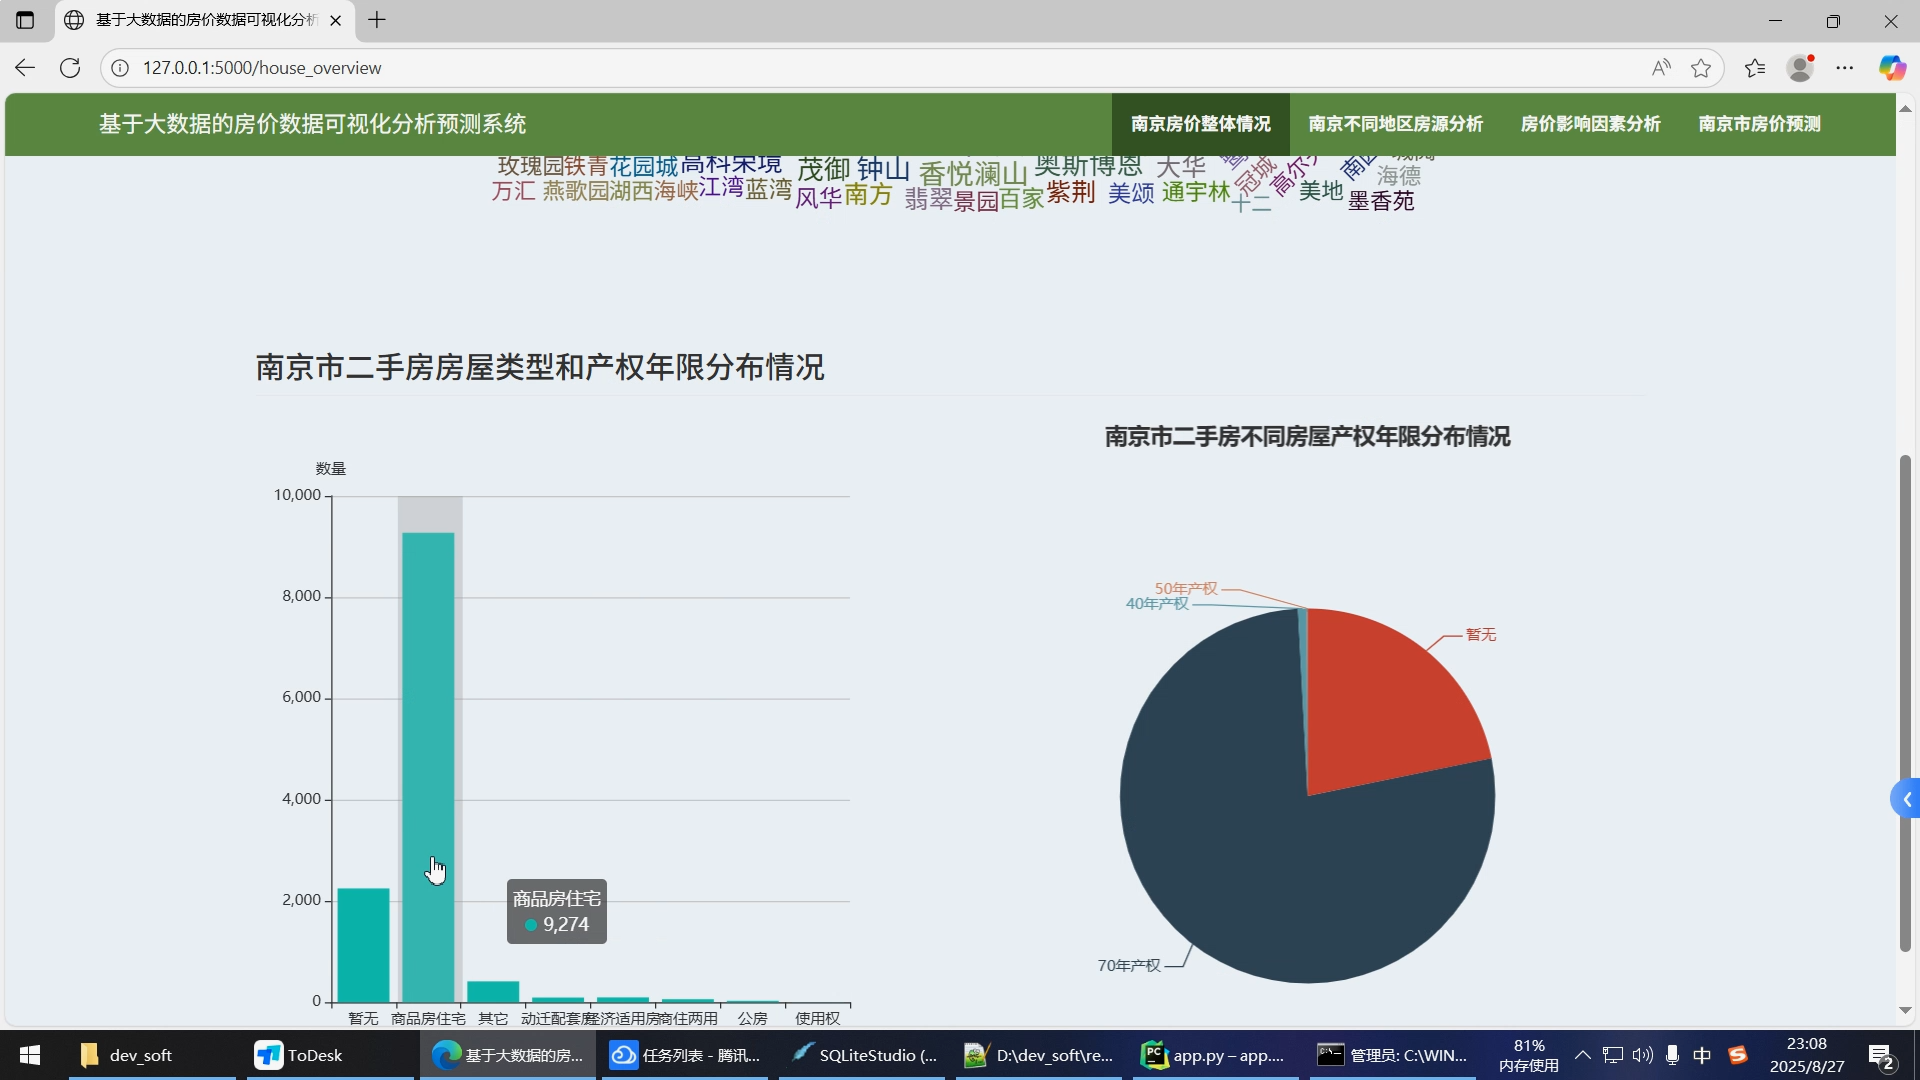 基于大数据的房价数据可视化分析
127.0.0.1:5000/house_overview
基于大数据的房价数据可视化分析预测系统
南京房价整体情况
南京不同地区房源分析
房价影响因素分析
南京市房价预测
玫瑰园 铁青 花园城 高科荣境 茂御 钟山 香悦澜山 奥斯博恩 大华 冠城 高尔夫 海德
万汇 燕歌园 湖西 海峡 江湾 蓝湾 风华 南方 翡翠 景园 百家 紫荆 美颂 通宇林 十二 美地 墨香苑
南京市二手房房屋类型和产权年限分布情况
南京市二手房不同房屋产权年限分布情况
数量
10,000
8,000
6,000
4,000
2,000
0
商品房住宅
9,274
暂无 商品房住宅 其它 动迁配套房 经济适用房 商住两用 公房 使用权
50年产权
40年产权
暂无
70年产权
dev_soft
ToDesk
基于大数据的房...
任务列表 - 腾讯...
SQLiteStudio (...
D:\dev_soft\re...
app.py – app....
管理员: C:\WIN...
81%
内存使用
中
23:08
2025/8/27
2